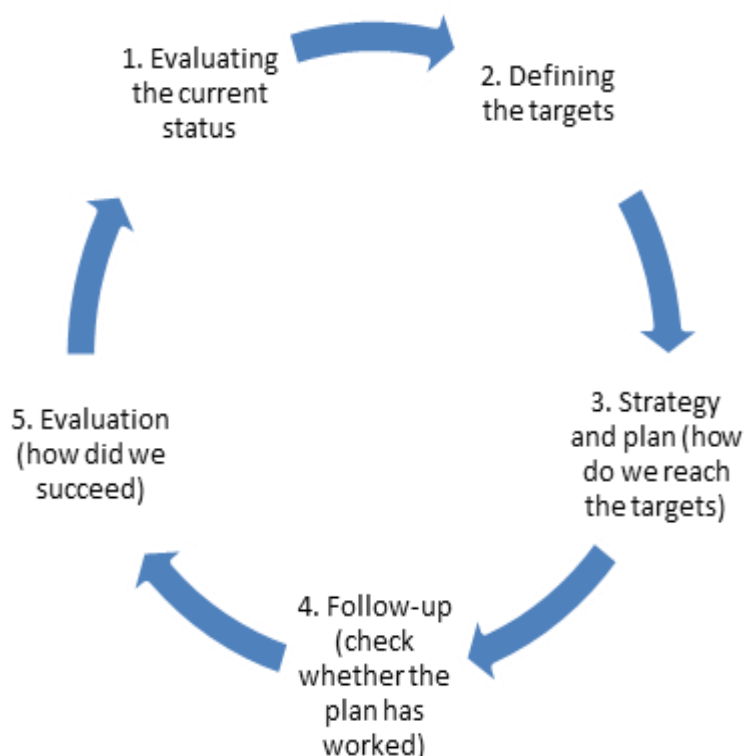 1. Evaluating
the current
status
2. Defining
the targets
3. Strategy
and plan (how
do we reach
the targets)
4. Follow-up
(check
whether the
plan has
worked)
5. Evaluation
(how did we
succeed)